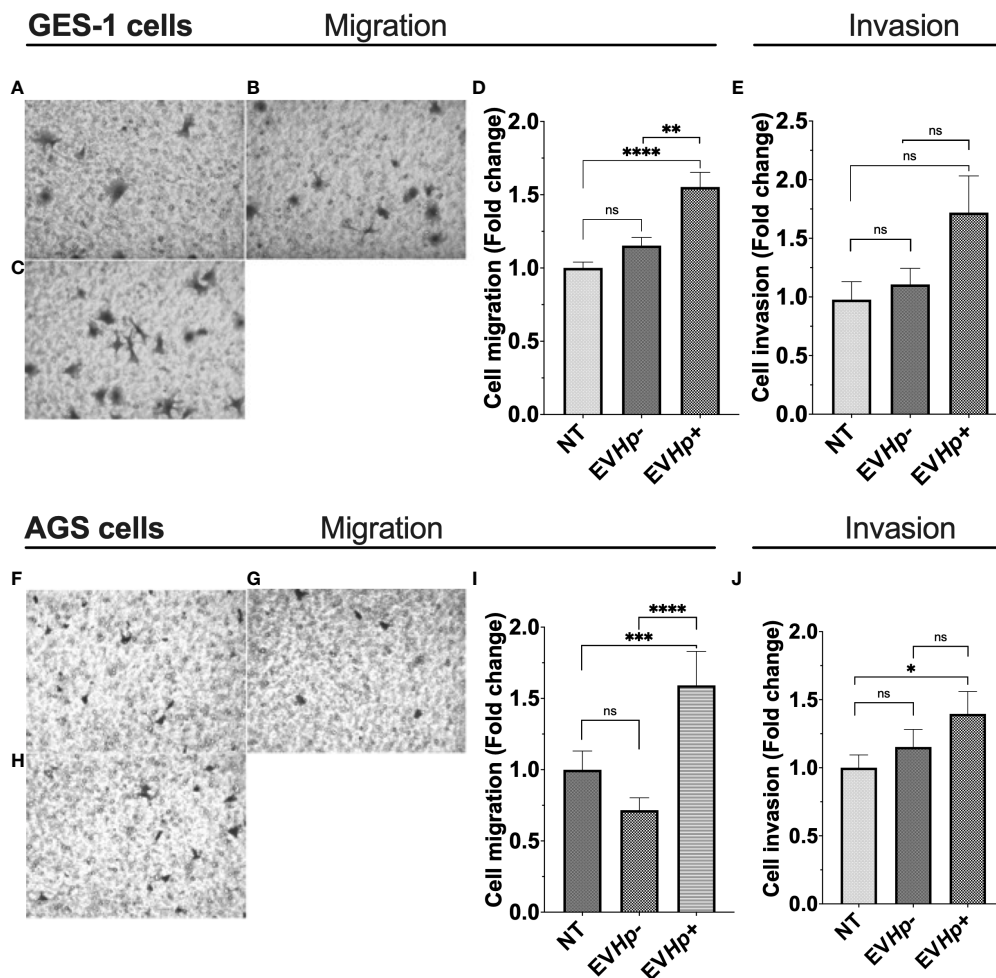 GES-1 cells Migration Invasion
A B D E
C
Cell migration (Fold change)
2.0
1.5
1.0
0.5
0.0
**
****
ns
NT EVHp- EVHp+
Cell invasion (Fold change)
2.5
2.0
1.5
1.0
0.5
0.0
ns
ns
ns
NT EVHp- EVHp+
AGS cells Migration Invasion
F G I J
H
Cell migration (Fold change)
2.0
1.5
1.0
0.5
0.0
****
***
ns
NT EVHp- EVHp+
Cell invasion (Fold change)
2.0
1.5
1.0
0.5
0.0
ns
*
ns
NT EVHp- EVHp+